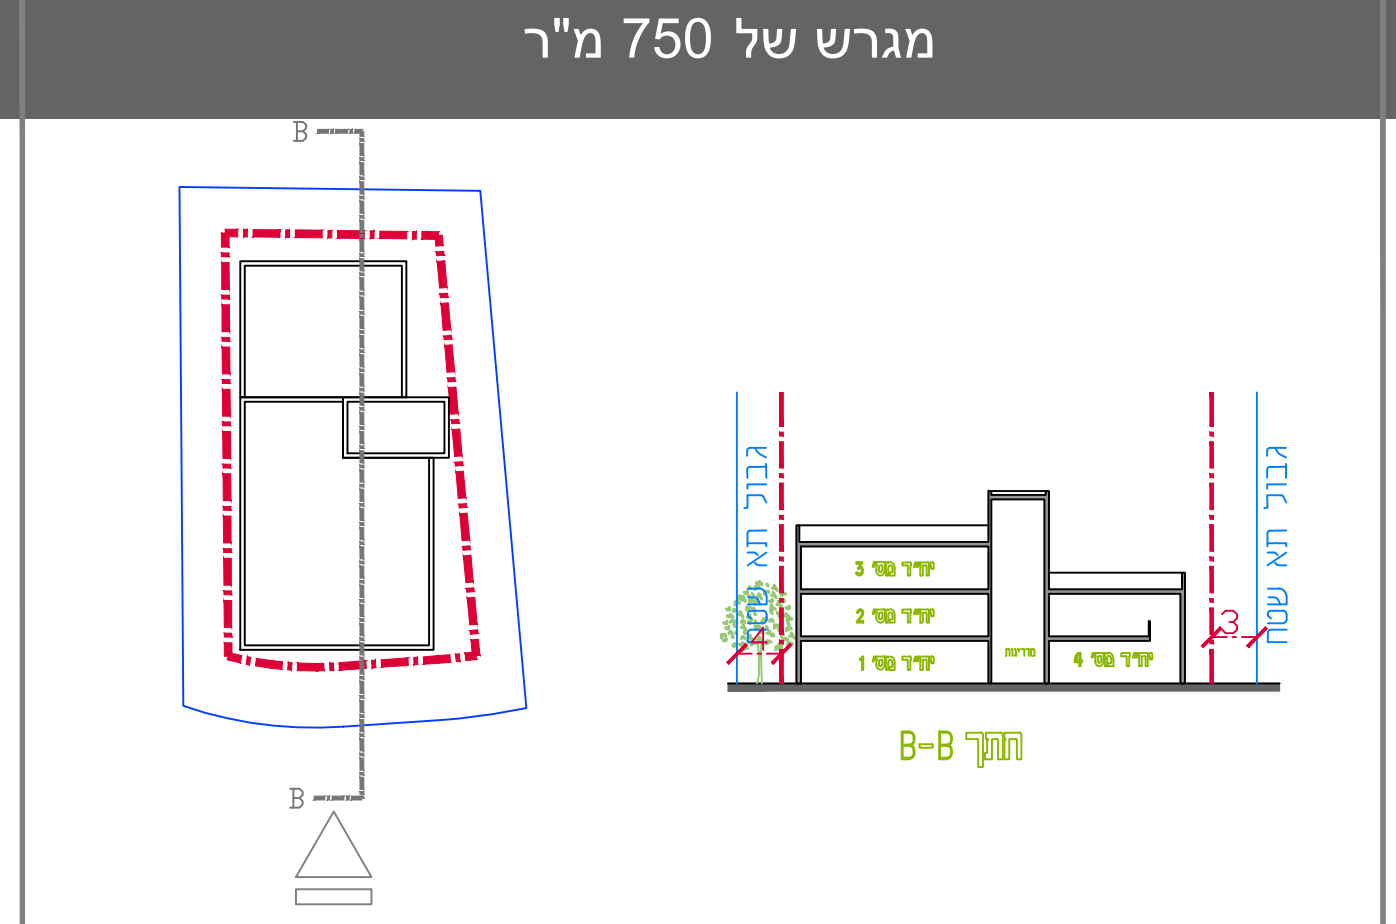 מגרש של 750 מ"ר
B
B
גבול תא שטח
גבול תא שטח
יח"ד מס' 3
יח"ד מס' 2
יח"ד מס' 1
מדרגות
יח"ד מס' 4
4
3
חתך B-B